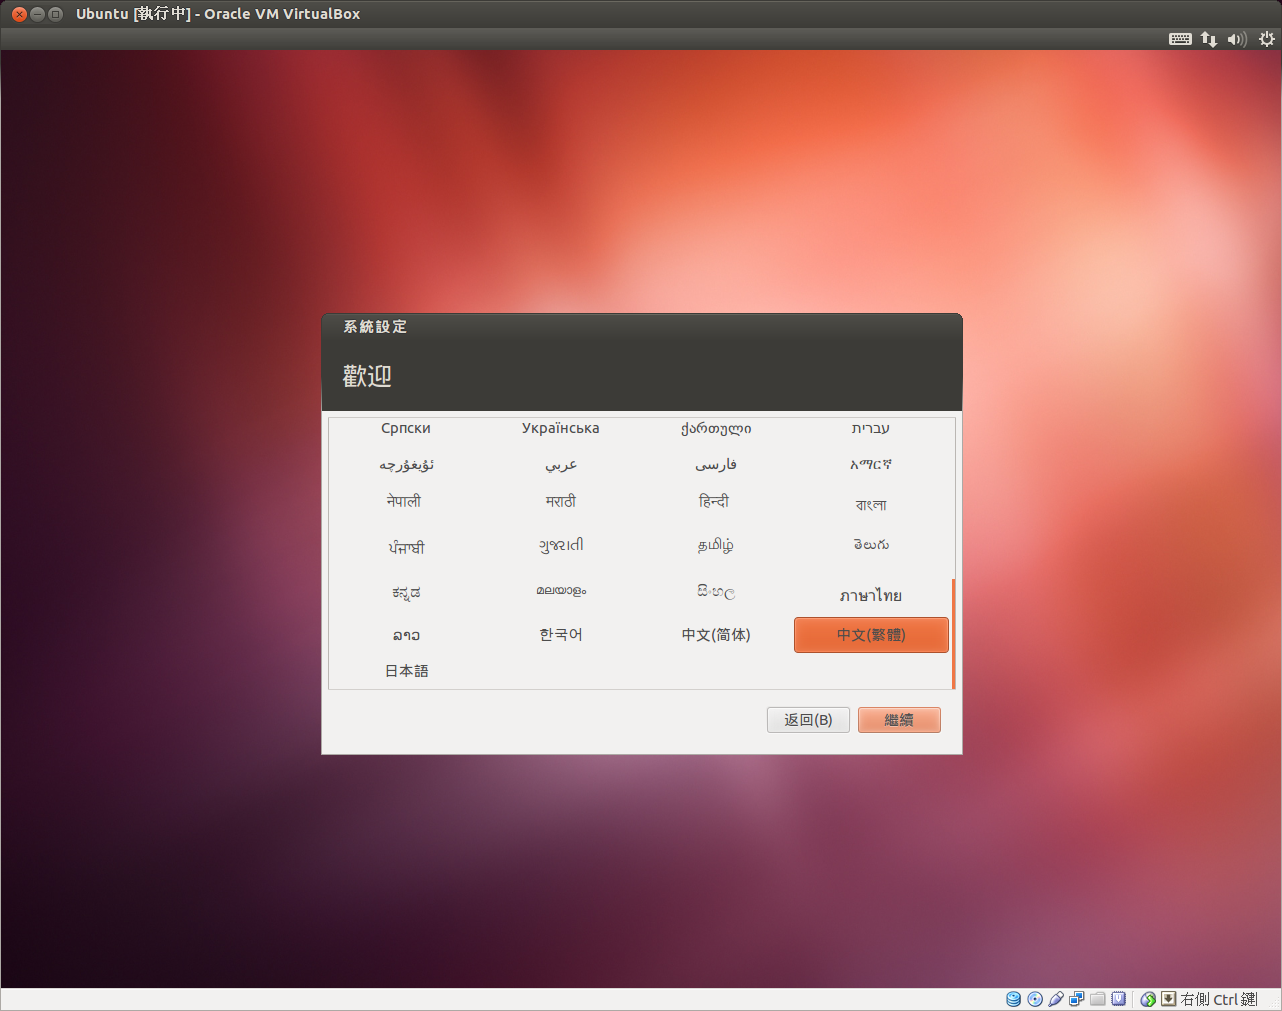 Ubuntu [執行中] - Oracle VM VirtualBox
系統設定
歡迎
Српски Українська ქართული עברית
ئۇيغۇرچە عربي فارسی አማርኛ
नेपाली मराठी हिन्दी বাংলা
ਪੰਜਾਬੀ ગુજરાતી தமிழ் తెలుగు
ಕನ್ನಡ മലയാളം සිංහල ภาษาไทย
ລາວ 한국어 中文(简体) 中文(繁體)
日本語
返回(B) 繼續
右側 Ctrl 鍵